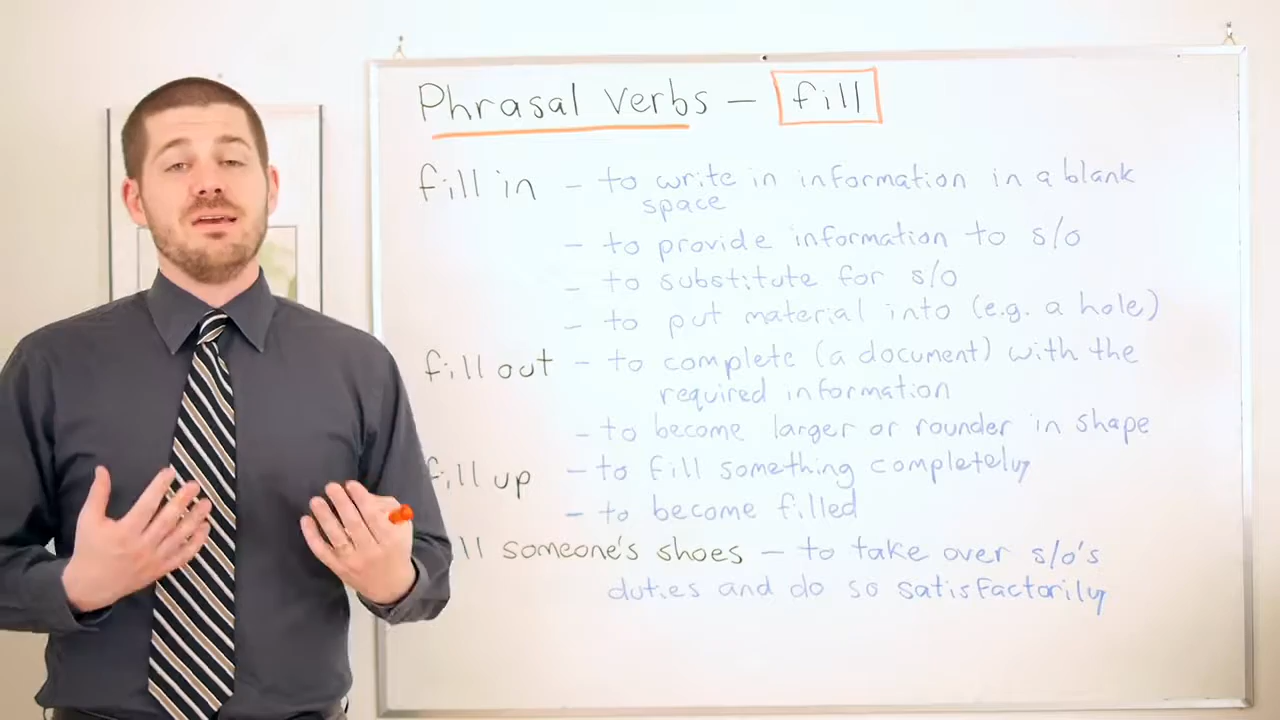 Phrasal Verbs – fill
fill in – to write in information in a blank
space
– to provide information to s/o
– to substitute for s/o
– to put material into (e.g. a hole)
fill out – to complete (a document) with the
required information
– to become larger or rounder in shape
fill up – to fill something completely
– to become filled
ll someone's shoes – to take over s/o's
duties and do so satisfactorily